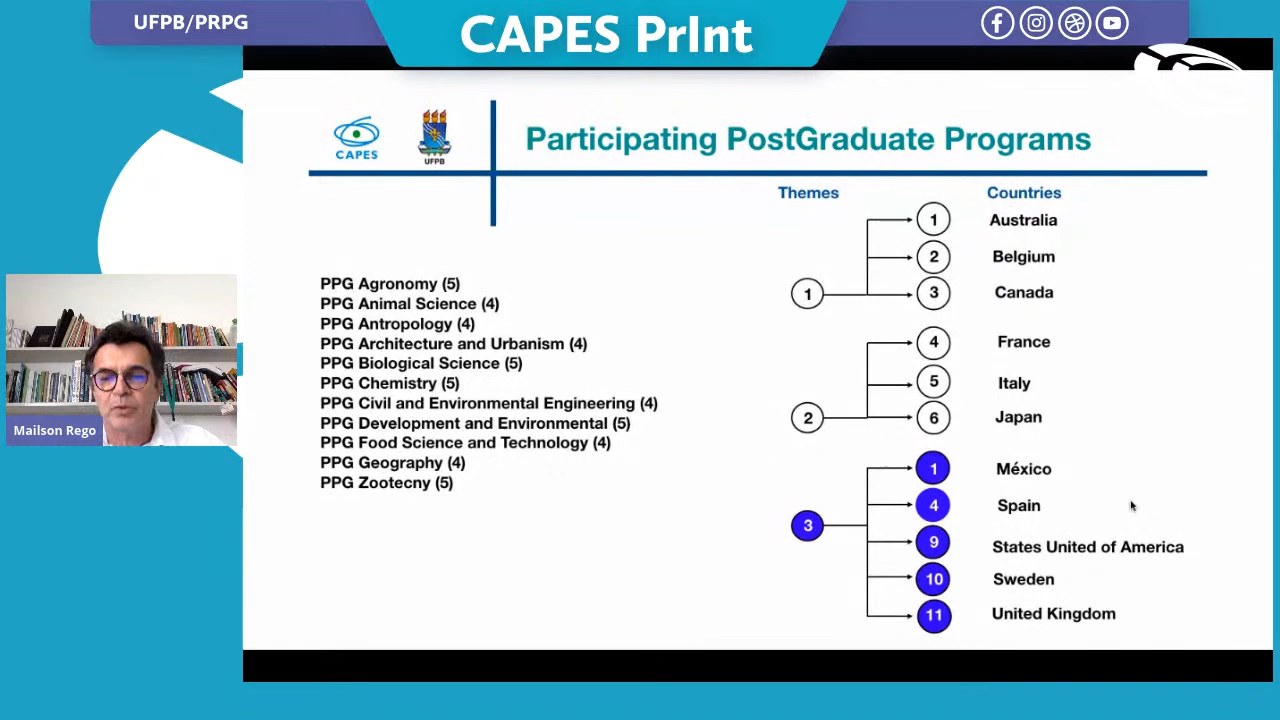 UFPB/PRPG
CAPES PrInt
CAPES
UFPB
Participating PostGraduate Programs
Themes
Countries
PPG Agronomy (5)
PPG Animal Science (4)
PPG Antropology (4)
PPG Architecture and Urbanism (4)
PPG Biological Science (5)
PPG Chemistry (5)
PPG Civil and Environmental Engineering (4)
PPG Development and Environmental (5)
PPG Food Science and Technology (4)
PPG Geography (4)
PPG Zootecny (5)
1
1 Australia
2 Belgium
3 Canada
2
4 France
5 Italy
6 Japan
3
1 México
4 Spain
9 States United of America
10 Sweden
11 United Kingdom
Mailson Rego